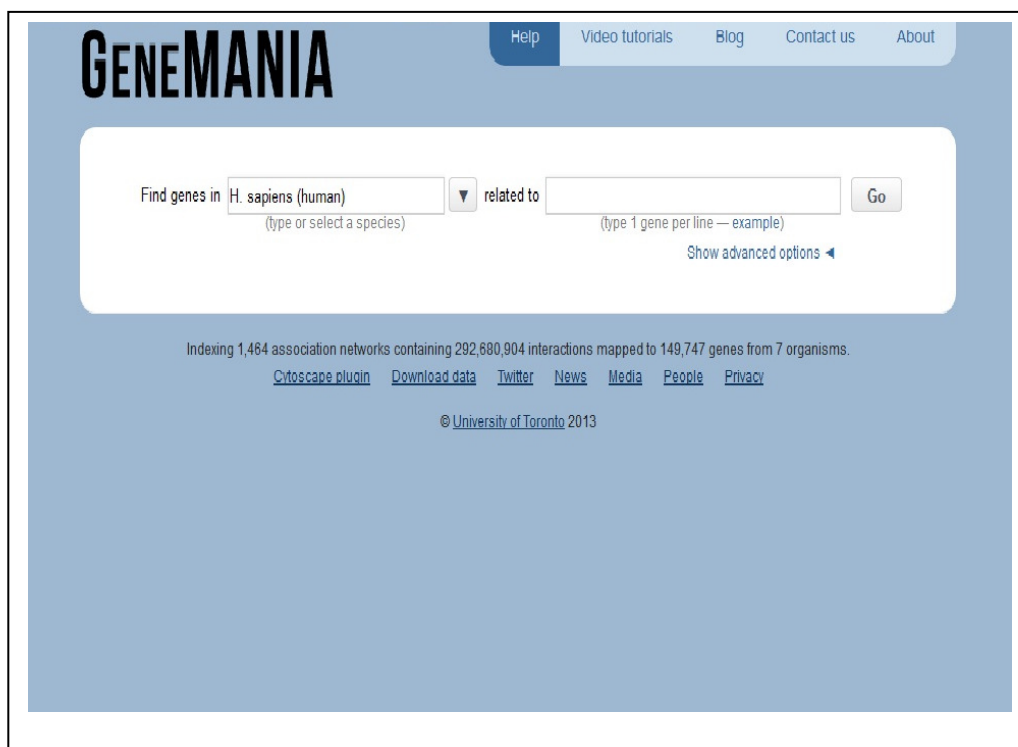 GENEMANIA
Help Video tutorials Blog Contact us About
Find genes in H. sapiens (human) ▼ related to Go
(type or select a species) (type 1 gene per line — example)
Show advanced options ◄
Indexing 1,464 association networks containing 292,680,904 interactions mapped to 149,747 genes from 7 organisms.
Cytoscape plugin Download data Twitter News Media People Privacy
© University of Toronto 2013